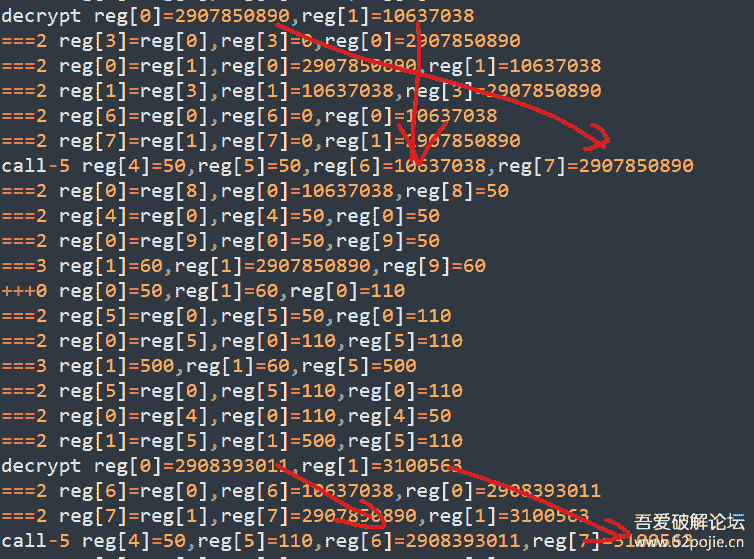 decrypt reg[0]=2907850890,reg[1]=10637038
===2 reg[3]=reg[0],reg[3]=0,reg[0]=2907850890
===2 reg[0]=reg[1],reg[0]=2907850890,reg[1]=10637038
===2 reg[1]=reg[3],reg[1]=10637038,reg[3]=2907850890
===2 reg[6]=reg[0],reg[6]=0,reg[0]=10637038
===2 reg[7]=reg[1],reg[7]=0,reg[1]=2907850890
call-5 reg[4]=50,reg[5]=50,reg[6]=10637038,reg[7]=2907850890
===2 reg[0]=reg[8],reg[0]=10637038,reg[8]=50
===2 reg[4]=reg[0],reg[4]=50,reg[0]=50
===2 reg[0]=reg[9],reg[0]=50,reg[9]=50
===3 reg[1]=60,reg[1]=2907850890,reg[9]=60
+++0 reg[0]=50,reg[1]=60,reg[0]=110
===2 reg[5]=reg[0],reg[5]=50,reg[0]=110
===2 reg[0]=reg[5],reg[0]=110,reg[5]=110
===3 reg[1]=500,reg[1]=60,reg[5]=500
===2 reg[5]=reg[0],reg[5]=110,reg[0]=110
===2 reg[0]=reg[4],reg[0]=110,reg[4]=50
===2 reg[1]=reg[5],reg[1]=500,reg[5]=110
decrypt reg[0]=2908393011,reg[1]=3100563
===2 reg[6]=reg[0],reg[6]=10637038,reg[0]=2908393011
===2 reg[7]=reg[1],reg[7]=2907850890,reg[1]=3100563
call-5 reg[4]=50,reg[5]=110,reg[6]=2908393011,reg[7]=3100563
吾爱破解论坛
www.52pojie.cn